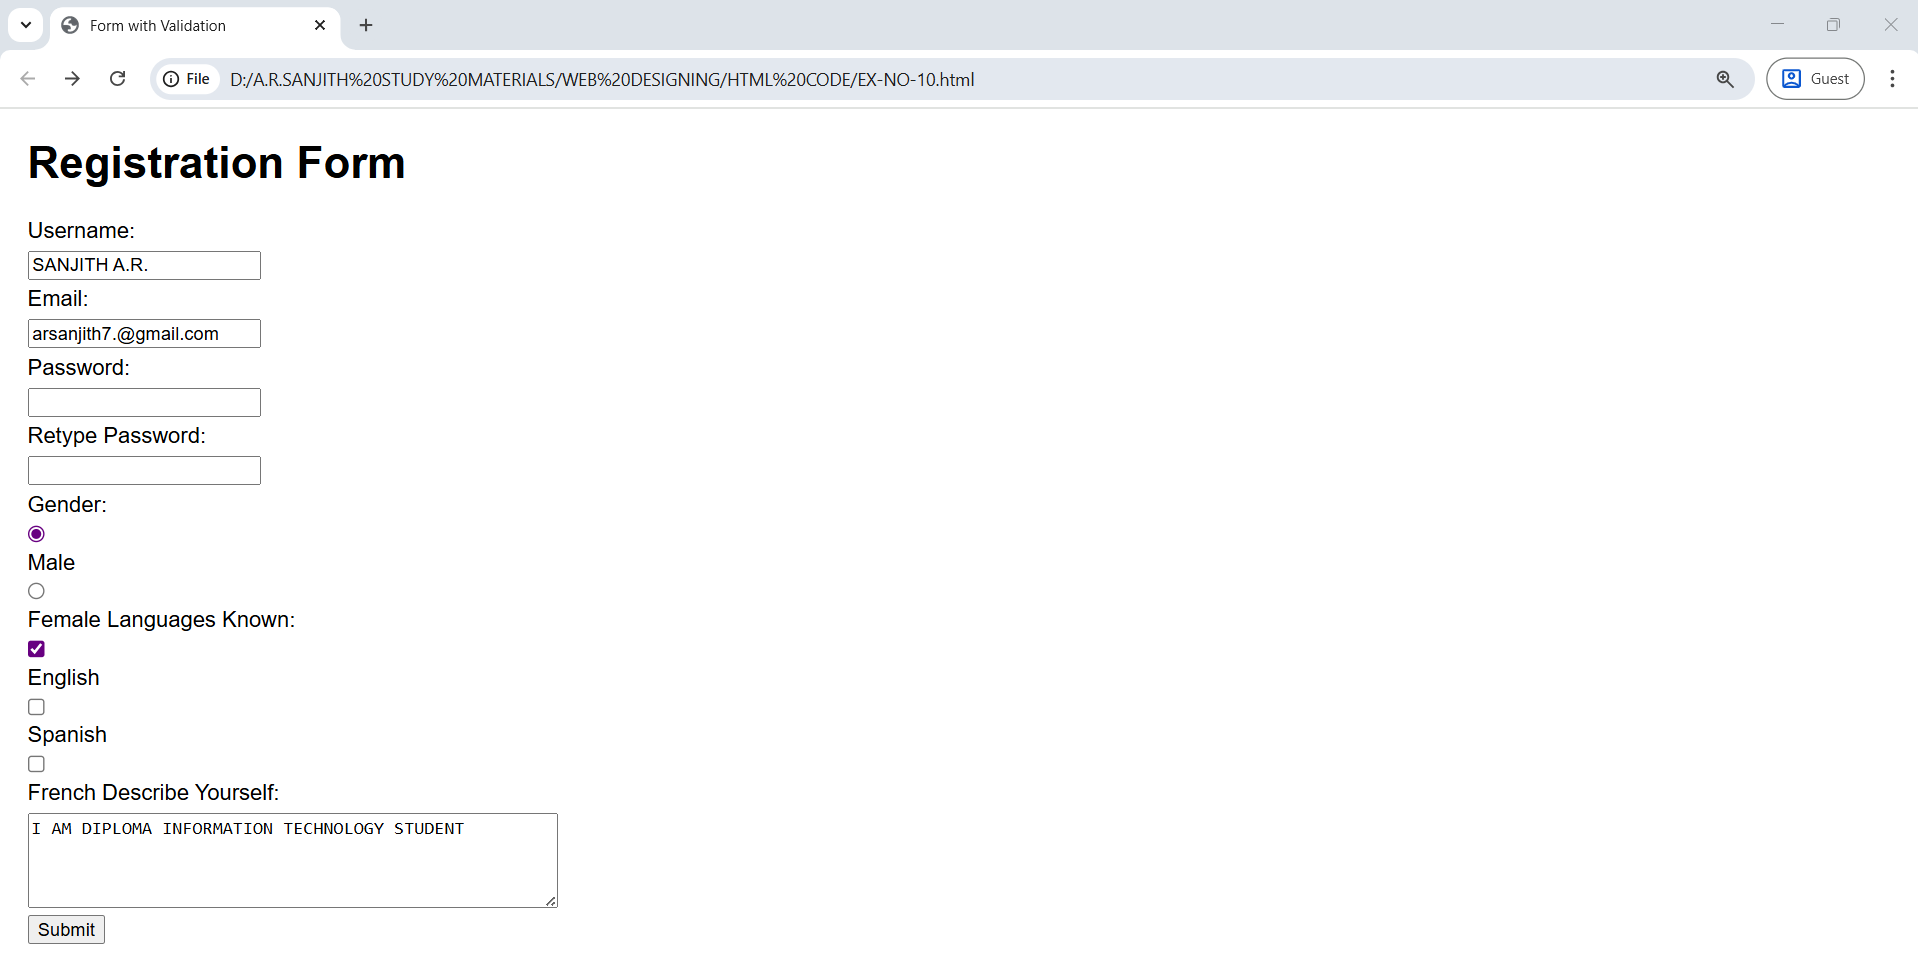 Form with Validation
File D:/A.R.SANJITH%20STUDY%20MATERIALS/WEB%20DESIGNING/HTML%20CODE/EX-NO-10.html Guest
Registration Form
Username:
SANJITH A.R.
Email:
arsanjith7.@gmail.com
Password:
Retype Password:
Gender:
Male
Female Languages Known:
English
Spanish
French Describe Yourself:
I AM DIPLOMA INFORMATION TECHNOLOGY STUDENT
Submit